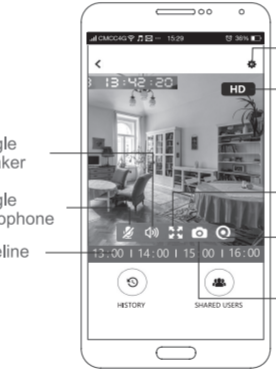 CMCC4G ··· 15:29 36%
13:42:20
HD
gle
ker
gle
ophone
eline
13:00 | 14:00 | 15:00 | 16:00
HISTORY SHARED USERS